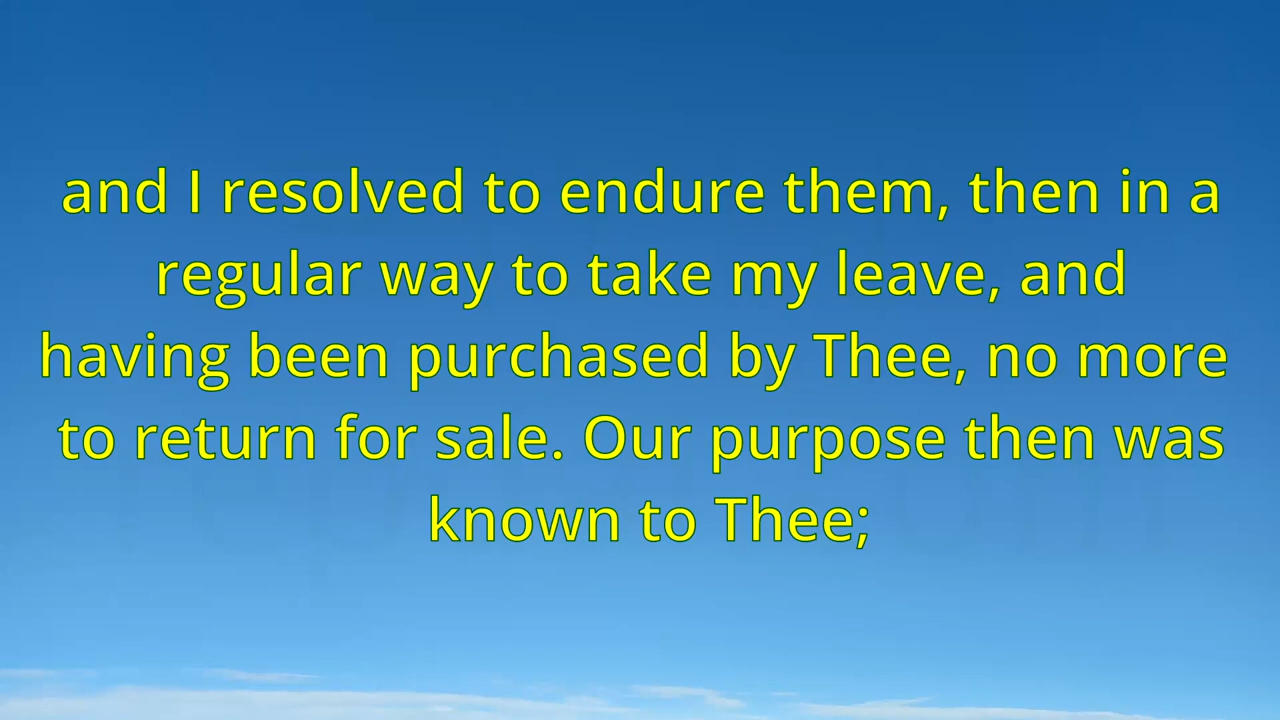 and I resolved to endure them, then in a
regular way to take my leave, and
having been purchased by Thee, no more
to return for sale. Our purpose then was
known to Thee;